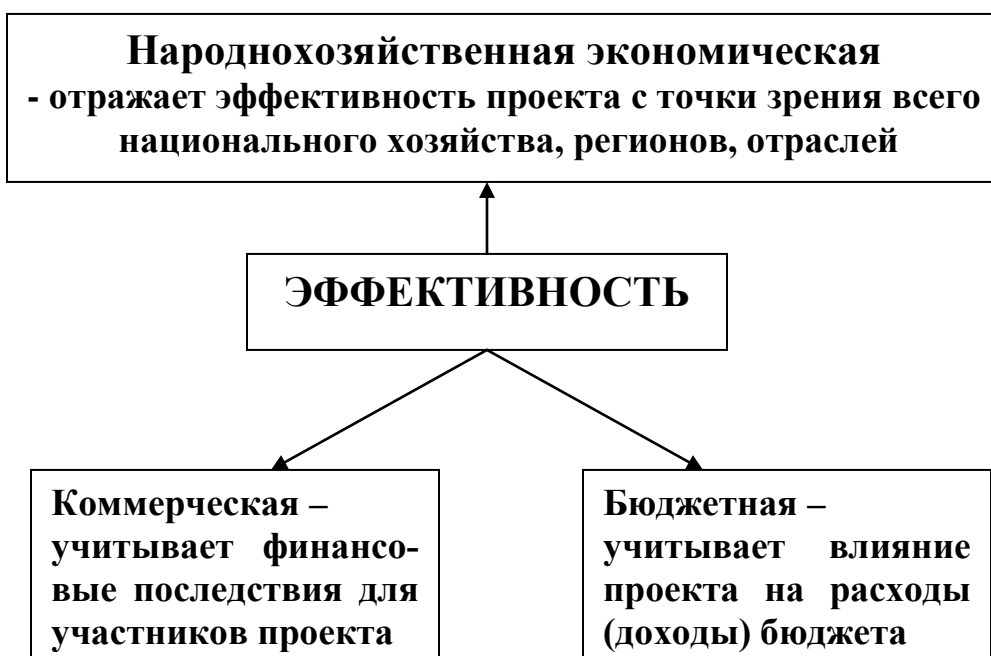 Народнохозяйственная экономическая
- отражает эффективность проекта с точки зрения всего
национального хозяйства, регионов, отраслей
ЭФФЕКТИВНОСТЬ
Коммерческая –
учитывает финансо-
вые последствия для
участников проекта
Бюджетная –
учитывает влияние
проекта на расходы
(доходы) бюджета